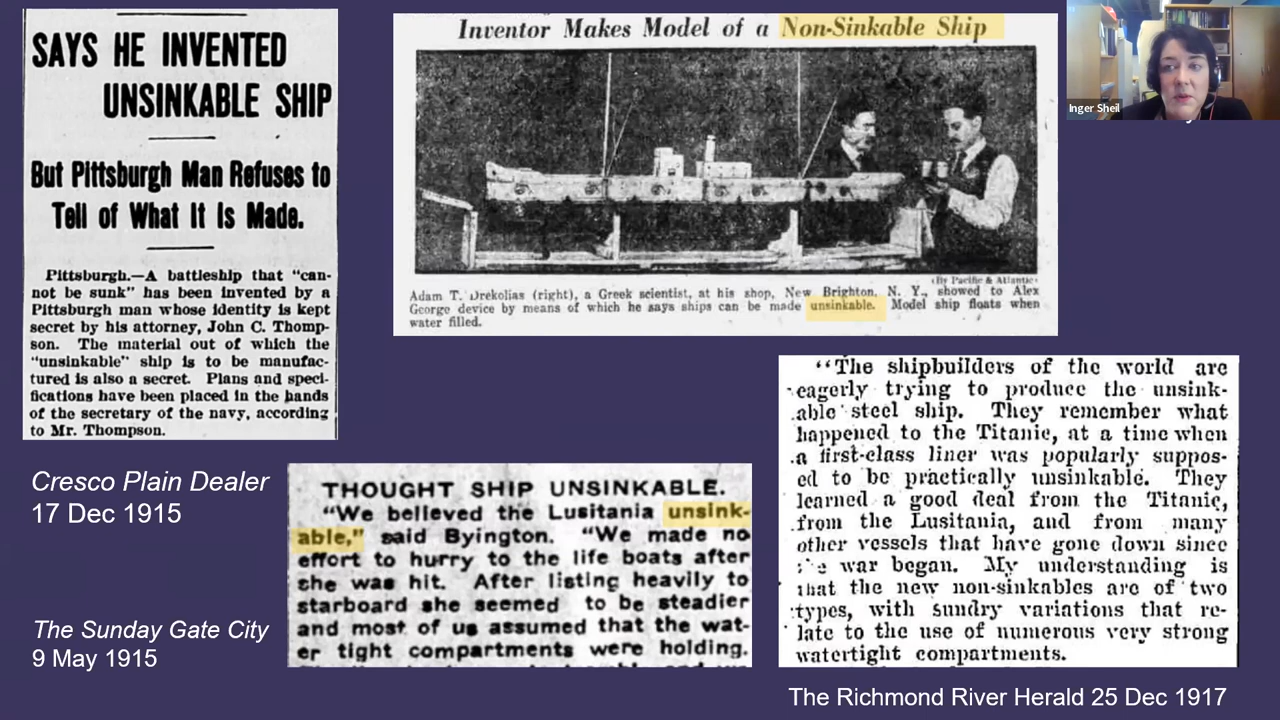 SAYS HE INVENTED
UNSINKABLE SHIP
But Pittsburgh Man Refuses to
Tell of What It Is Made.
Pittsburgh.—A battleship that "can-
not be sunk" has been invented by a
Pittsburgh man whose identity is kept
secret by his attorney, John C. Thomp-
son. The material out of which the
"unsinkable" ship is to be manufac-
tured is also a secret. Plans and speci-
fications have been placed in the hands
of the secretary of the navy, according
to Mr. Thompson.
Cresco Plain Dealer
17 Dec 1915
Inventor Makes Model of a Non-Sinkable Ship
(By Pacific & Atlantic)
Adam T. Drekolias (right), a Greek scientist, at his shop, New Brighton, N. Y., showed to Alex
George device by means of which he says ships can be made unsinkable. Model ship floats when
water filled.
Inger Sheil
THOUGHT SHIP UNSINKABLE.
"We believed the Lusitania unsink-
able," said Byington. "We made no
effort to hurry to the life boats after
she was hit. After listing heavily to
starboard she seemed to be steadier
and most of us assumed that the wat-
er tight compartments were holding.
The Sunday Gate City
9 May 1915
"The shipbuilders of the world are
eagerly trying to produce the unsink-
able steel ship. They remember what
happened to the Titanic, at a time when
a first-class liner was popularly suppos-
ed to be practically unsinkable. They
learned a good deal from the Titanic,
from the Lusitania, and from many
other vessels that have gone down since
war began. My understanding is
that the new non-sinkables are of two
types, with sundry variations that re-
late to the use of numerous very strong
watertight compartments.
The Richmond River Herald 25 Dec 1917